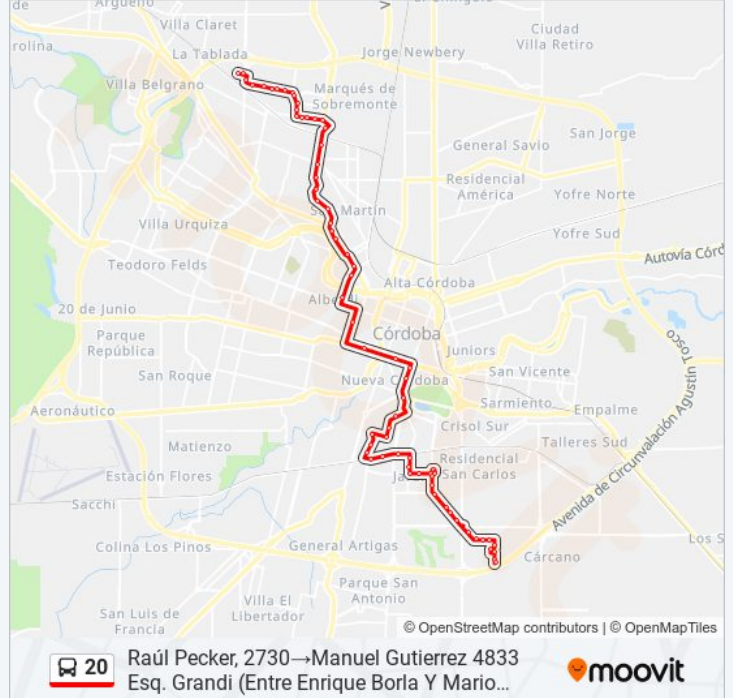 de
Argüello
El Chingolo
Villa Claret
Ciudad
Villa Retiro
La Tablada
Jorge Newbery
Villa Belgrano
Marqués de
Sobremonte
General Savio
San Jorge
Residencial
América
Yofre Norte
San Martín
Villa Urquiza
Yofre Sud
Autovía Córd
Teodoro Felds
Alta Córdoba
20 de Junio
Alberdi
Parque
República
Córdoba
Juniors
San Vicente
San Roque
Nueva Córdoba
Sarmiento
Empalme
Aeronáutico
Crisol Sur
Talleres Sud
Matienzo
Residencial
San Carlos
Estación Flores
Ja
Avenida de Circunvalación Agustín Tosco
Sacchi
Los S
Colina Los Pinos
General Artigas
Cárcano
Parque San
Antonio
Villa El
Libertador
San Luis de
Francia
© OpenStreetMap contributors | © OpenMapTiles
20
Raúl Pecker, 2730→Manuel Gutierrez 4833
Esq. Grandi (Entre Enrique Borla Y Mario...
moovit